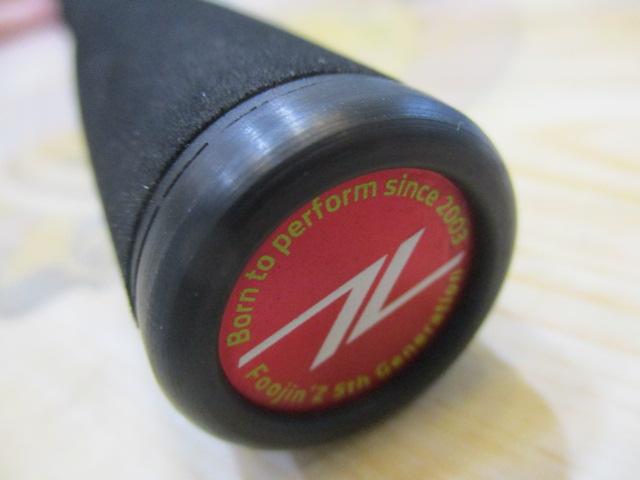 Born to perform since 2003
Foojin'Z 5th Generation